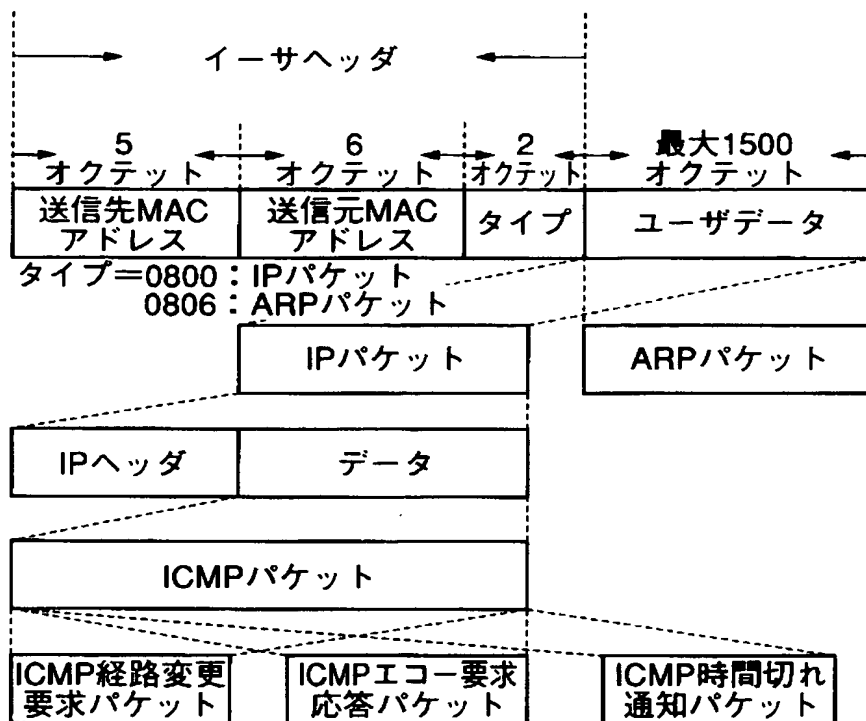 イーサヘッダ
5 6 2 最大1500
オクテット オクテット オクテット オクテット
送信先MAC 送信元MAC タイプ ユーザデータ
アドレス アドレス
タイプ=0800:IPパケット
0806:ARPパケット
IPパケット ARPパケット
IPヘッダ データ
ICMPパケット
ICMP経路変更 ICMPエコー要求 ICMP時間切れ
要求パケット 応答パケット 通知パケット